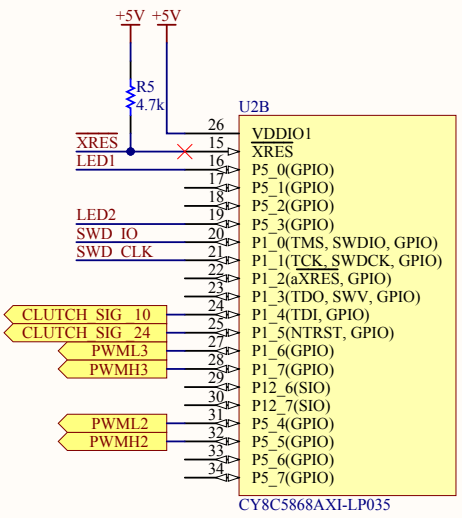 +5V +5V
R5
4.7k
U2B
26 VDDIO1
XRES 15 XRES
LED1 16 P5_0(GPIO)
17 P5_1(GPIO)
18 P5_2(GPIO)
LED2 19 P5_3(GPIO)
SWD_IO 20 P1_0(TMS, SWDIO, GPIO)
SWD_CLK 21 P1_1(TCK, SWDCK, GPIO)
22 P1_2(aXRES, GPIO)
23 P1_3(TDO, SWV, GPIO)
CLUTCH_SIG_10 24 P1_4(TDI, GPIO)
CLUTCH_SIG_24 25 P1_5(NTRST, GPIO)
PWML3 27 P1_6(GPIO)
PWMH3 28 P1_7(GPIO)
29 P12_6(SIO)
30 P12_7(SIO)
PWML2 31 P5_4(GPIO)
PWMH2 32 P5_5(GPIO)
33 P5_6(GPIO)
34 P5_7(GPIO)
CY8C5868AXI-LP035